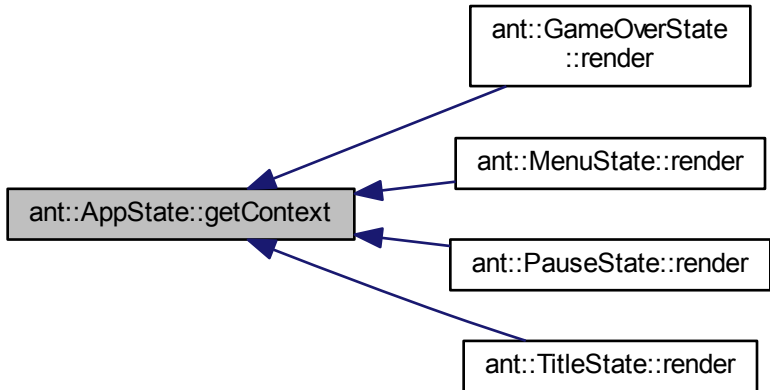 ant::GameOverState
::render
ant::MenuState::render
ant::AppState::getContext
ant::PauseState::render
ant::TitleState::render